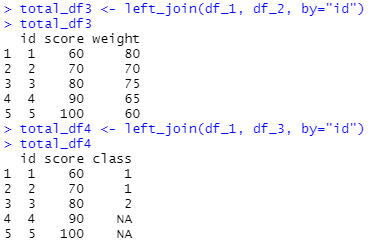 > total_df3 <- left_join(df_1, df_2, by="id")
> total_df3
  id score weight
1  1    60     80
2  2    70     70
3  3    80     75
4  4    90     65
5  5   100     60
> total_df4 <- left_join(df_1, df_3, by="id")
> total_df4
  id score class
1  1    60     1
2  2    70     1
3  3    80     2
4  4    90    NA
5  5   100    NA